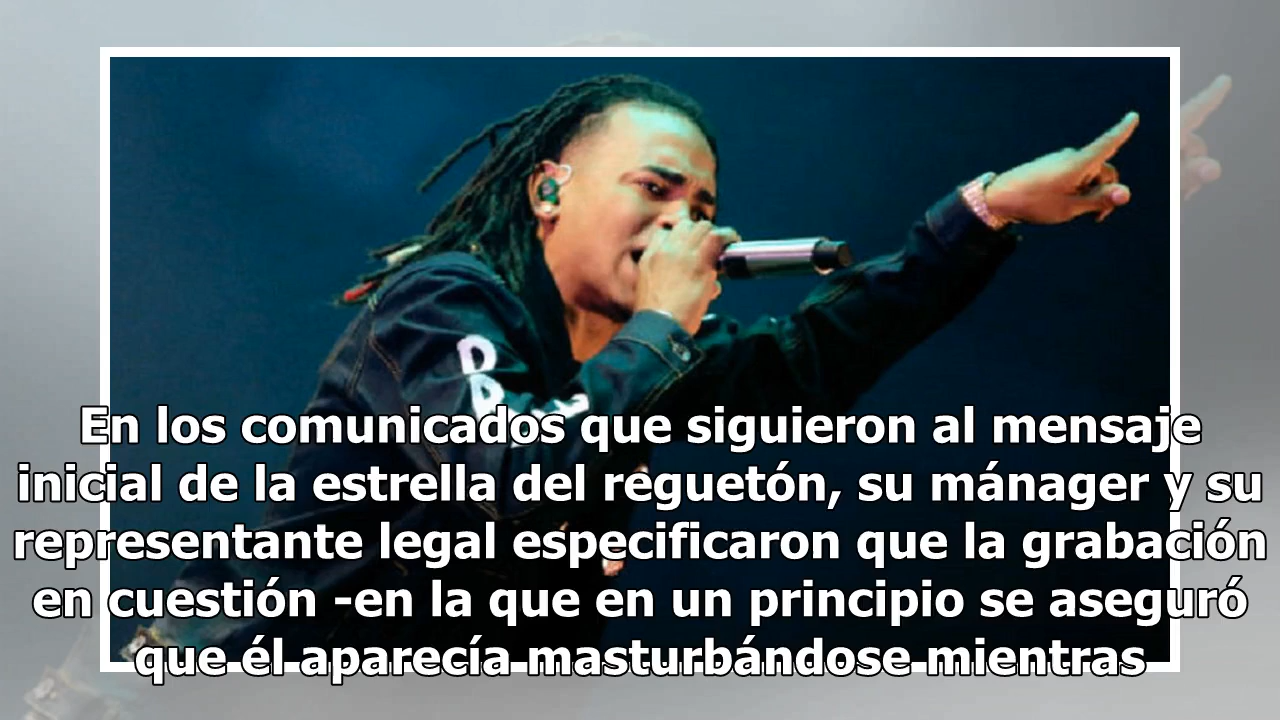 En los comunicados que siguieron al mensaje
inicial de la estrella del reguetón, su mánager y su
representante legal especificaron que la grabación
en cuestión -en la que en un principio se aseguró
que él aparecía masturbándose mientras